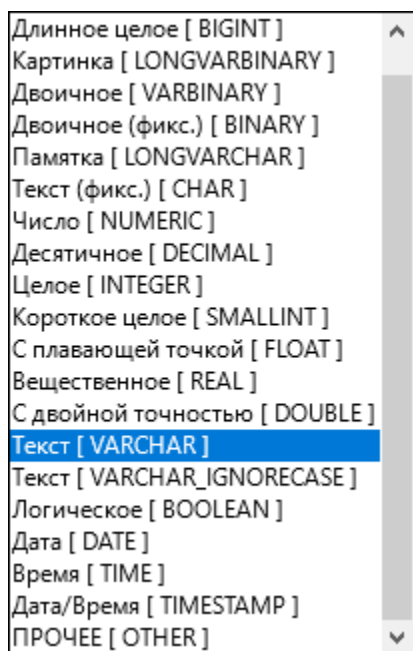 Длинное целое [ BIGINT ]
Картинка [ LONGVARBINARY ]
Двоичное [ VARBINARY ]
Двоичное (фикс.) [ BINARY ]
Памятка [ LONGVARCHAR ]
Текст (фикс.) [ CHAR ]
Число [ NUMERIC ]
Десятичное [ DECIMAL ]
Целое [ INTEGER ]
Короткое целое [ SMALLINT ]
С плавающей точкой [ FLOAT ]
Вещественное [ REAL ]
С двойной точностью [ DOUBLE ]
Текст [ VARCHAR ]
Текст [ VARCHAR_IGNORECASE ]
Логическое [ BOOLEAN ]
Дата [ DATE ]
Время [ TIME ]
Дата/Время [ TIMESTAMP ]
ПРОЧЕЕ [ OTHER ]